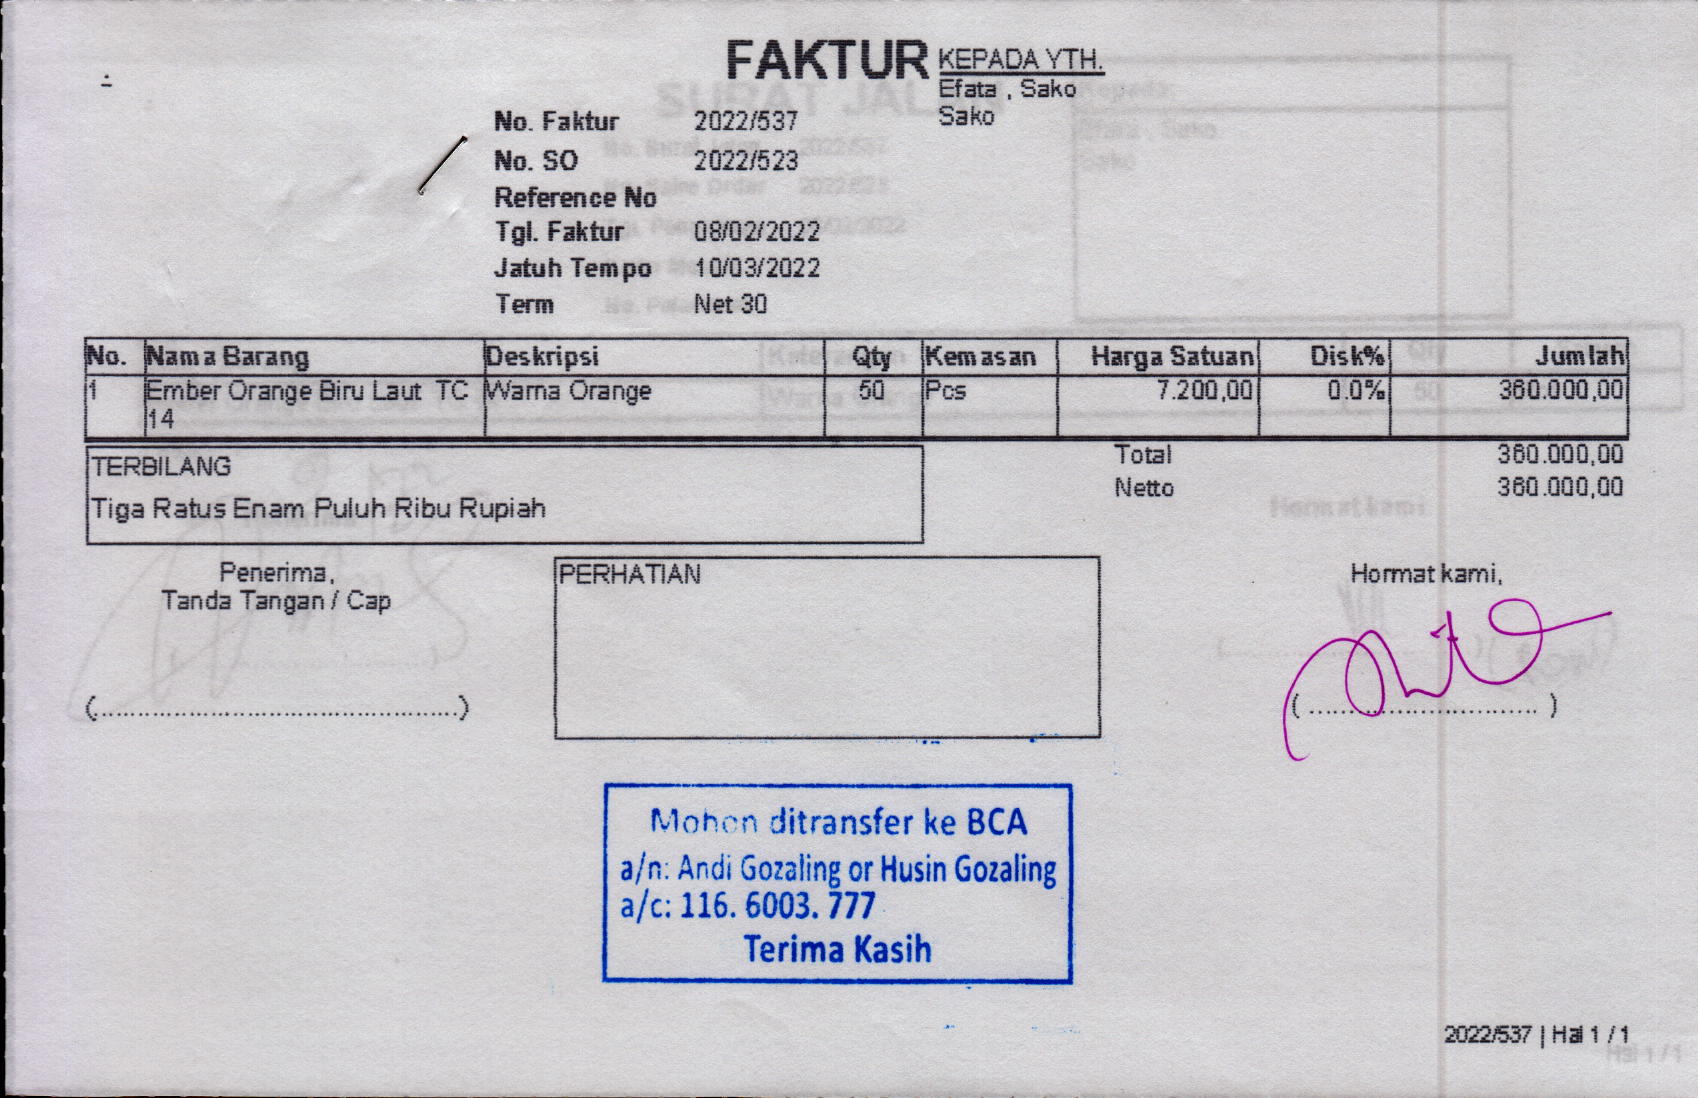 FAKTUR
KEPADA YTH.
Efata , Sako
Sako
No. Faktur 2022/537
No. SO 2022/523
Reference No
Tgl. Faktur 08/02/2022
Jatuh Tempo 10/03/2022
Term Net 30
No. Nama Barang Deskripsi Qty Kemasan Harga Satuan Disk% Jumlah
1 Ember Orange Biru Laut TC Warna Orange 50 Pcs 7.200,00 0.0% 360.000,00
14
TERBILANG
Tiga Ratus Enam Puluh Ribu Rupiah
Total 360.000,00
Netto 360.000,00
Penerima,
Tanda Tangan / Cap
(................................................)
PERHATIAN
Hormat kami,
(.............................. )
Mohon ditransfer ke BCA
a/n: Andi Gozaling or Husin Gozaling
a/c: 116. 6003. 777
Terima Kasih
2022/537 | Hal 1 / 1